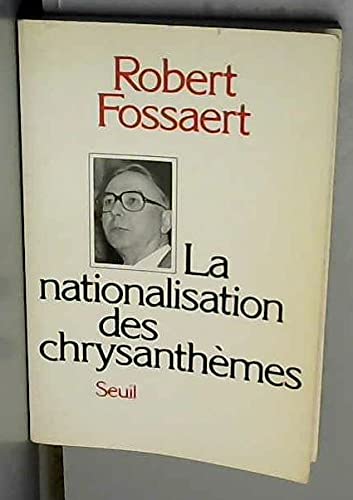 Robert
Fossaert
La
nationalisation
des
chrysanthèmes
Seuil